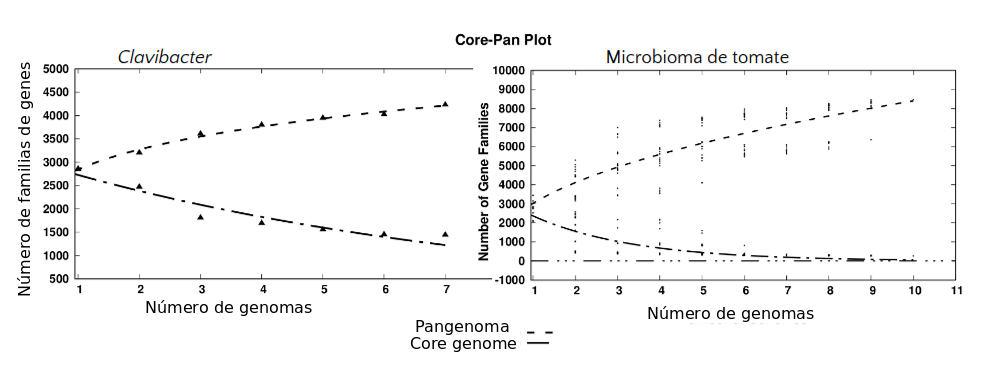 Core-Pan Plot
Clavibacter
Número de familias de genes
5000
4500
4000
3500
3000
2500
2000
1500
1000
500
1 2 3 4 5 6 7
Número de genomas
Microbioma de tomate
Number of Gene Families
10000
9000
8000
7000
6000
5000
4000
3000
2000
1000
0
-1000
1 2 3 4 5 6 7 8 9 10 11
Número de genomas
Pangenoma
Core genome